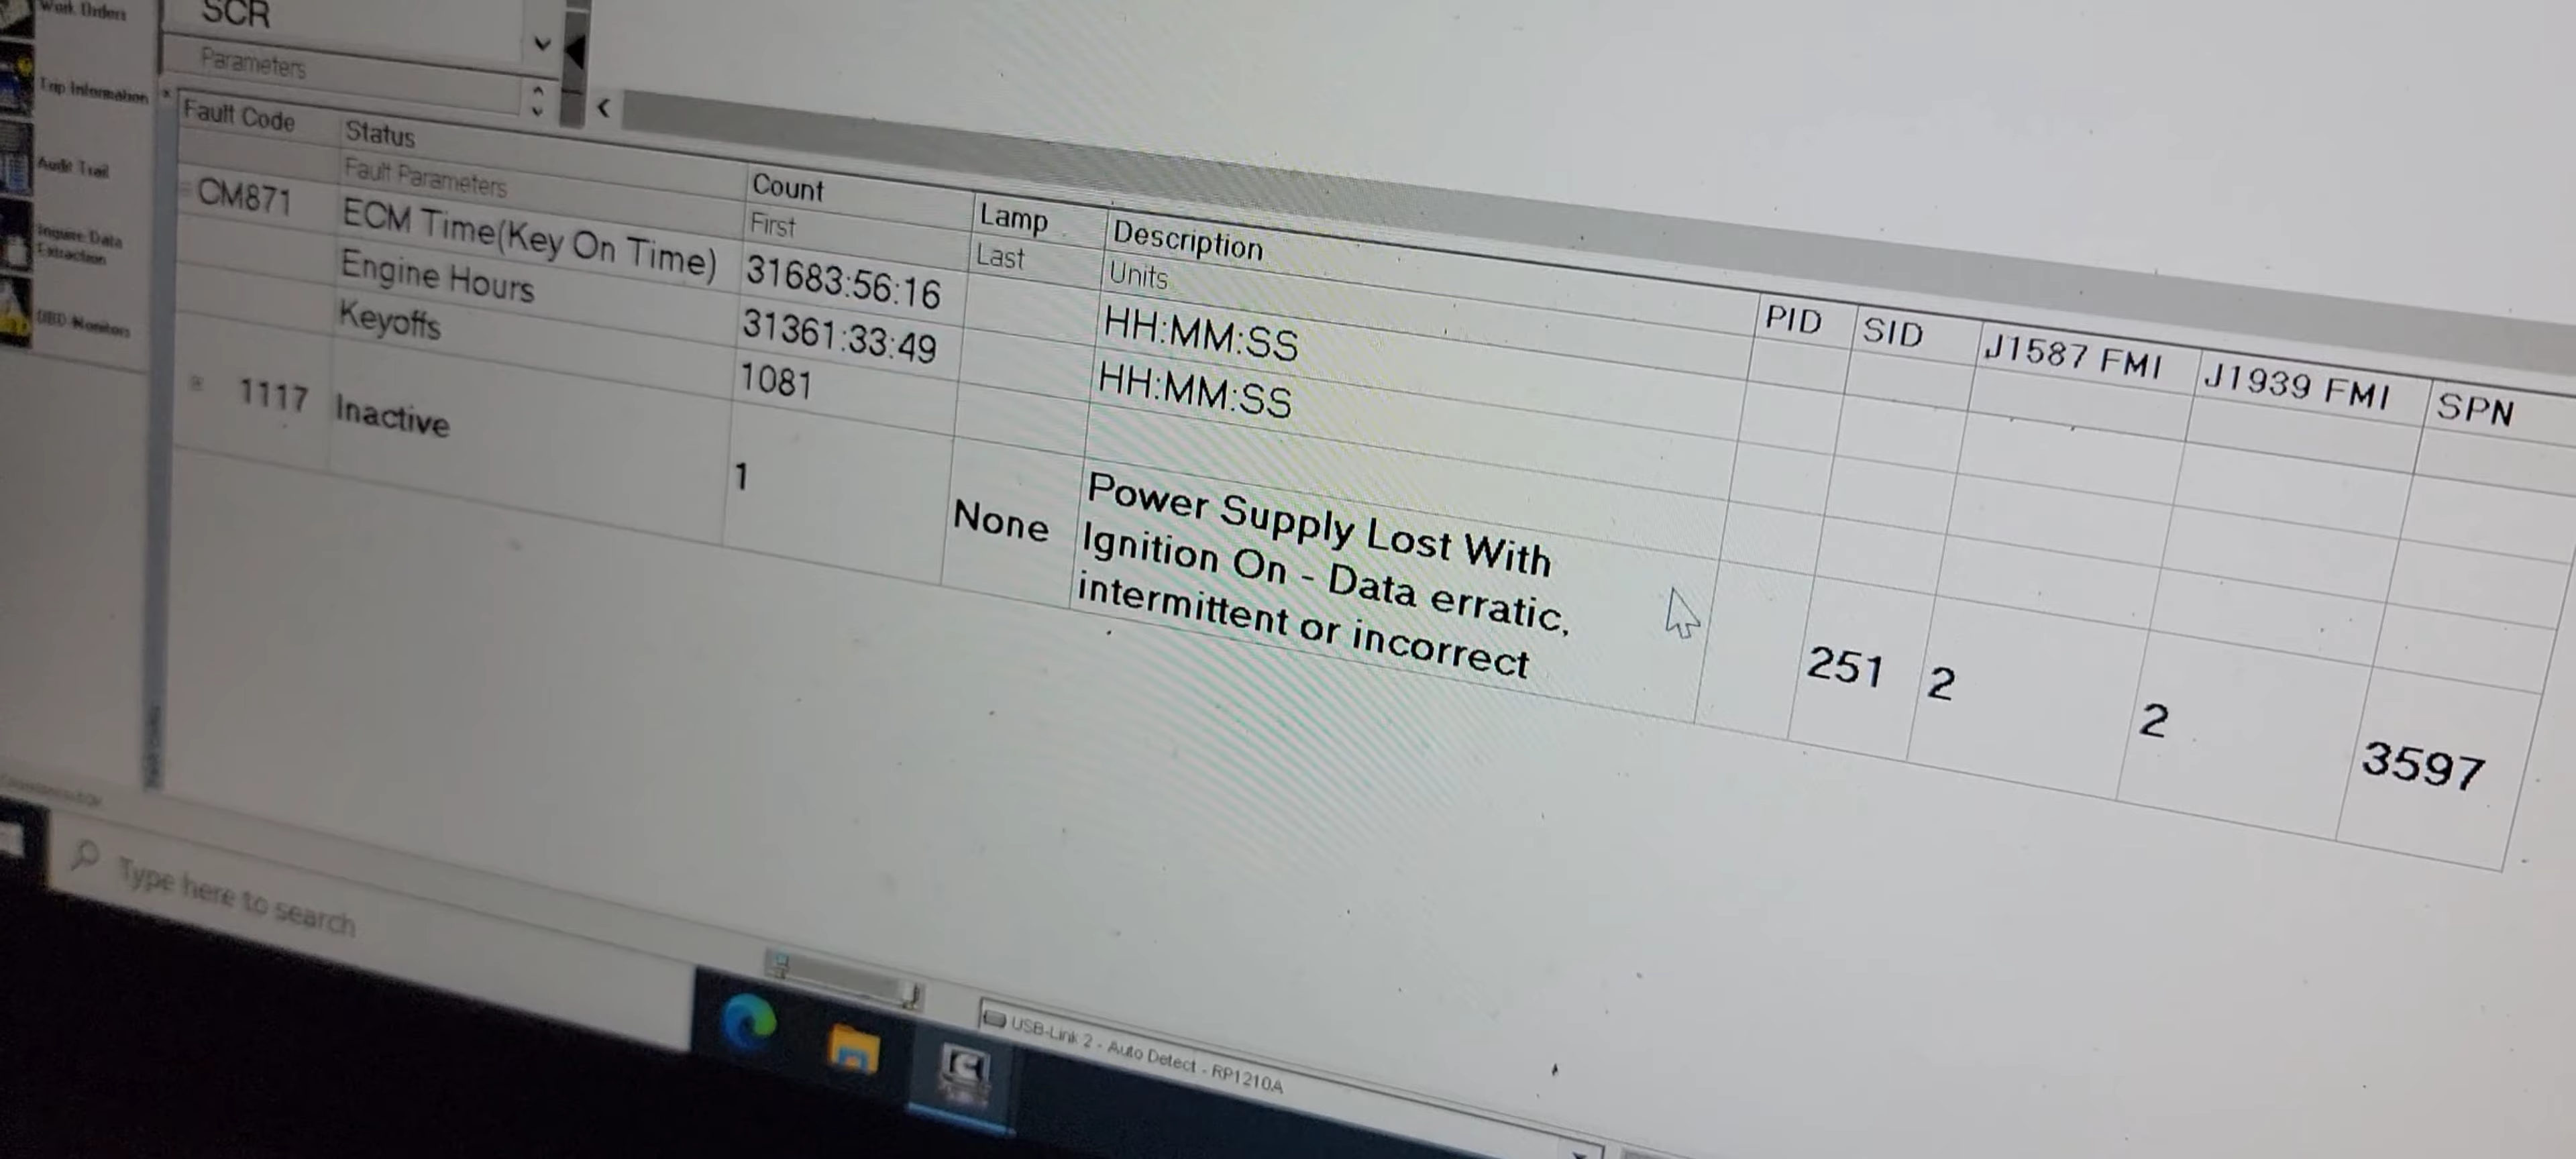 Work Orders
SCR
Parameters
Trip Information
Audit Trail
Extraction
OBD Monitors
Fault Code Status Count Lamp Description PID SID J1587 FMI J1939 FMI SPN
Fault Parameters First Last Units
CM871 ECM Time(Key On Time) 31683:56:16 HH:MM:SS
Engine Hours 31361:33:49 HH:MM:SS
Keyoffs 1081
1117 Inactive 1 None Power Supply Lost With
Ignition On - Data erratic,
intermittent or incorrect
251 2 2 3597
Type here to search
USB-Link 2 - Auto Detect - RP1210A